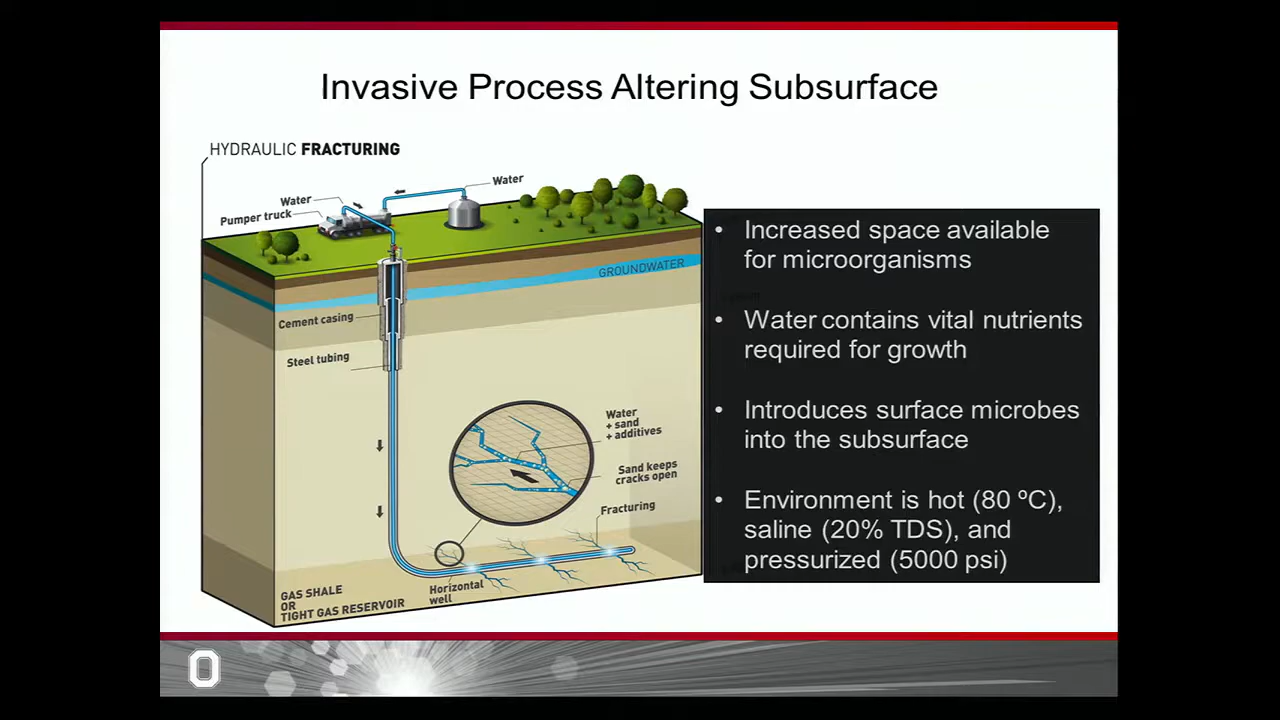 Invasive Process Altering Subsurface
HYDRAULIC FRACTURING
Water
Water
Pumper truck
GROUNDWATER
Cement casing
Steel tubing
Water
+ sand
+ additives
Sand keeps
cracks open
Fracturing
Horizontal
well
GAS SHALE
OR
TIGHT GAS RESERVOIR
• Increased space available
for microorganisms
• Water contains vital nutrients
required for growth
• Introduces surface microbes
into the subsurface
• Environment is hot (80 ºC),
saline (20% TDS), and
pressurized (5000 psi)
O